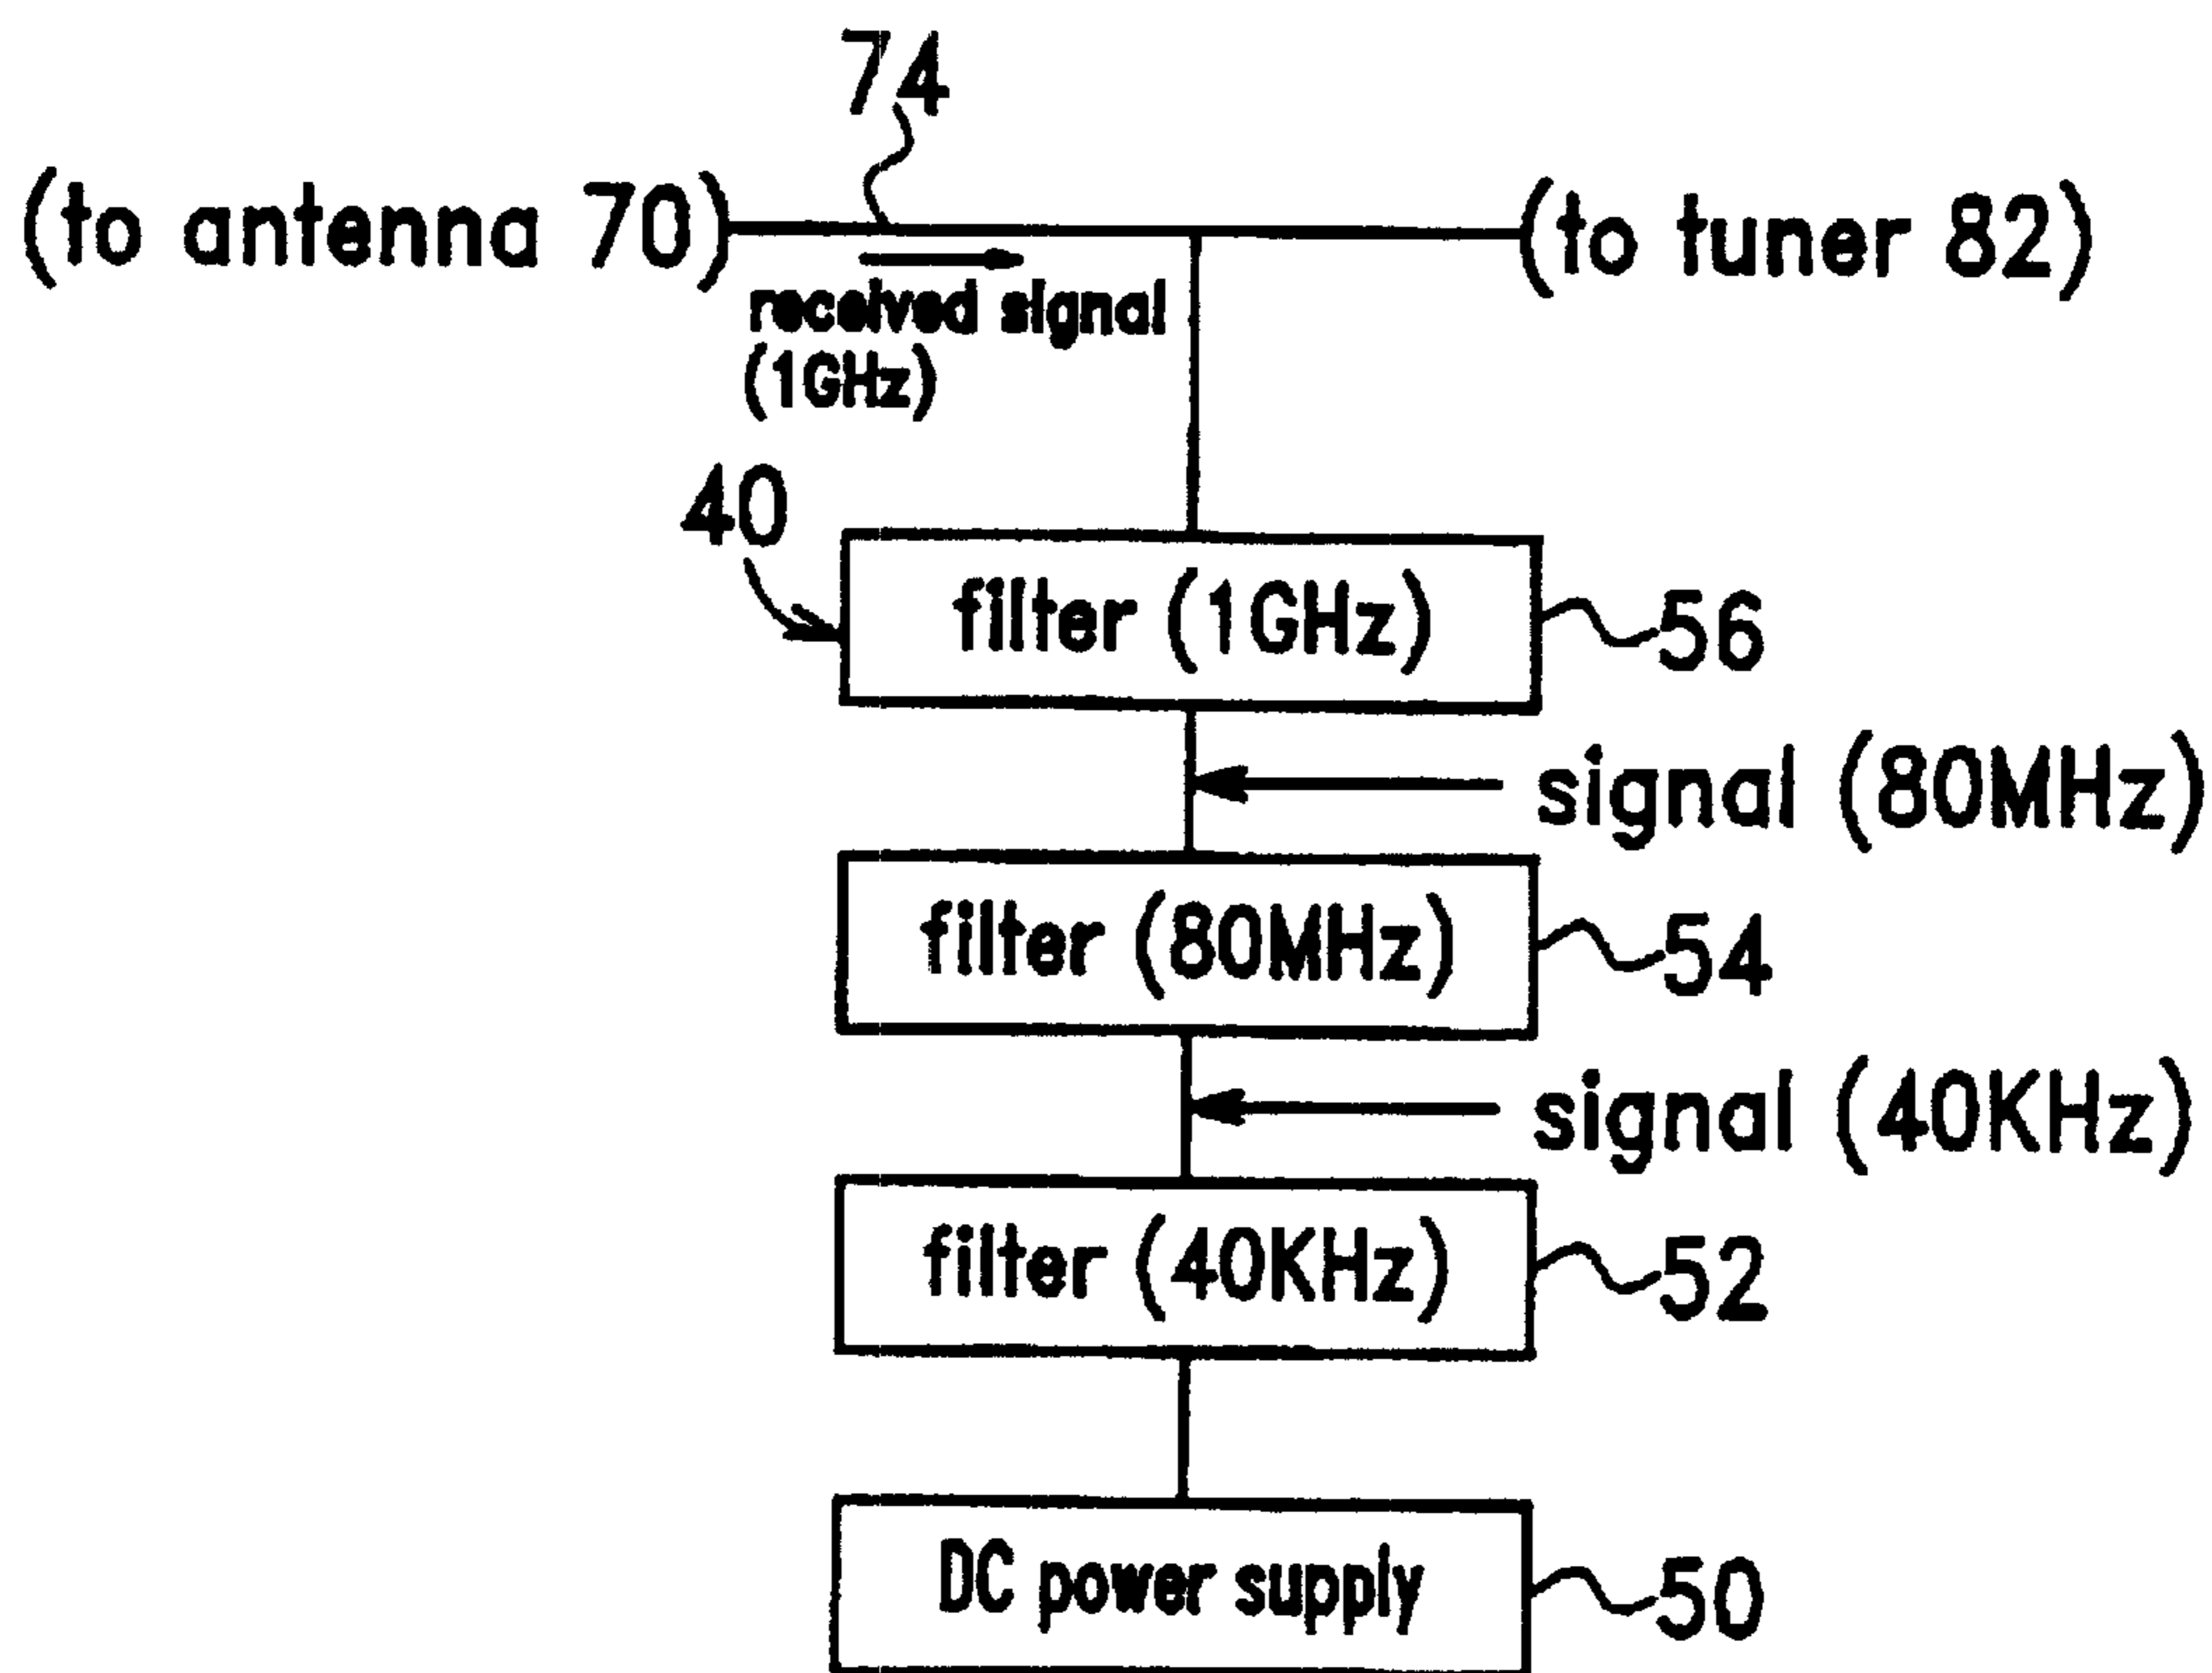 74
(to antenna 70)
(to tuner 82)
received signal
(1GHz)
40
filter (1GHz)
56
signal (80MHz)
filter (80MHz)
54
signal (40KHz)
filter (40KHz)
52
DC power supply
50